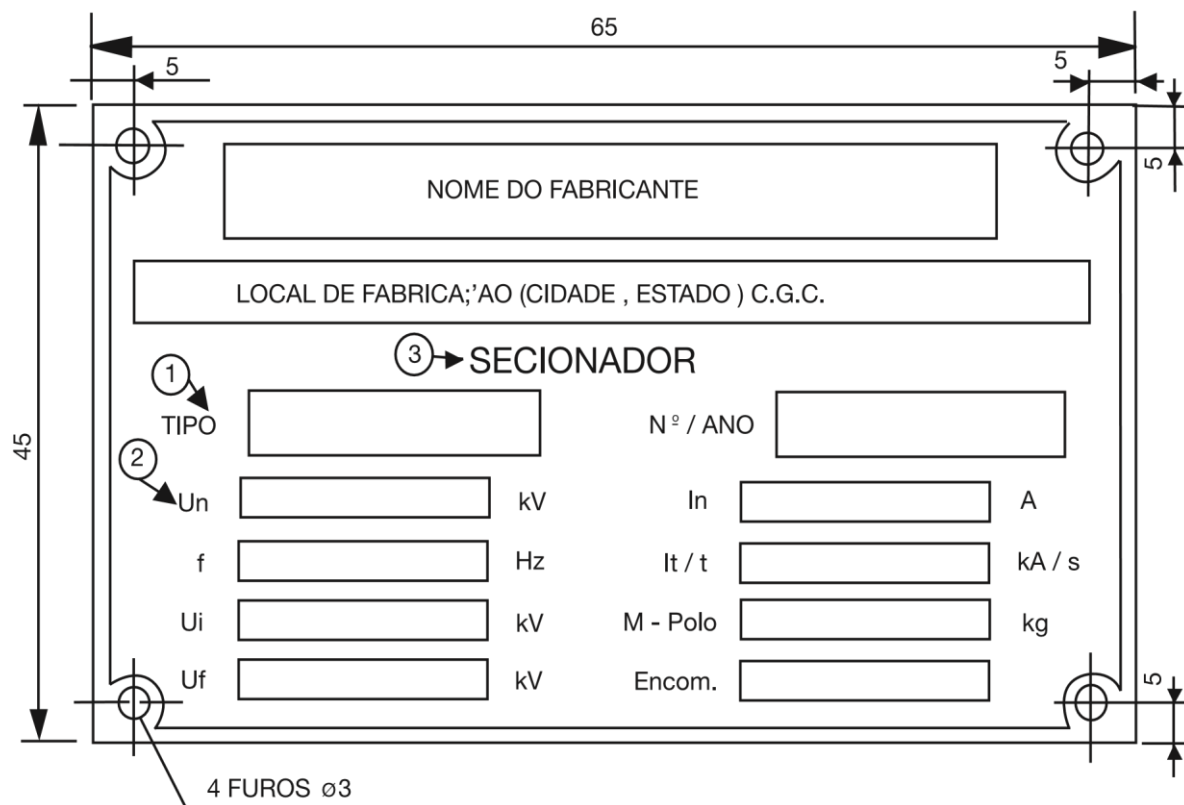 65
5 5
5
45
NOME DO FABRICANTE
LOCAL DE FABRICA;'AO (CIDADE , ESTADO ) C.G.C.
3 SECIONADOR
1
TIPO Nº / ANO
2
Un kV In A
f Hz It / t kA / s
Ui kV M - Polo kg
Uf kV Encom.
5
4 FUROS ø3